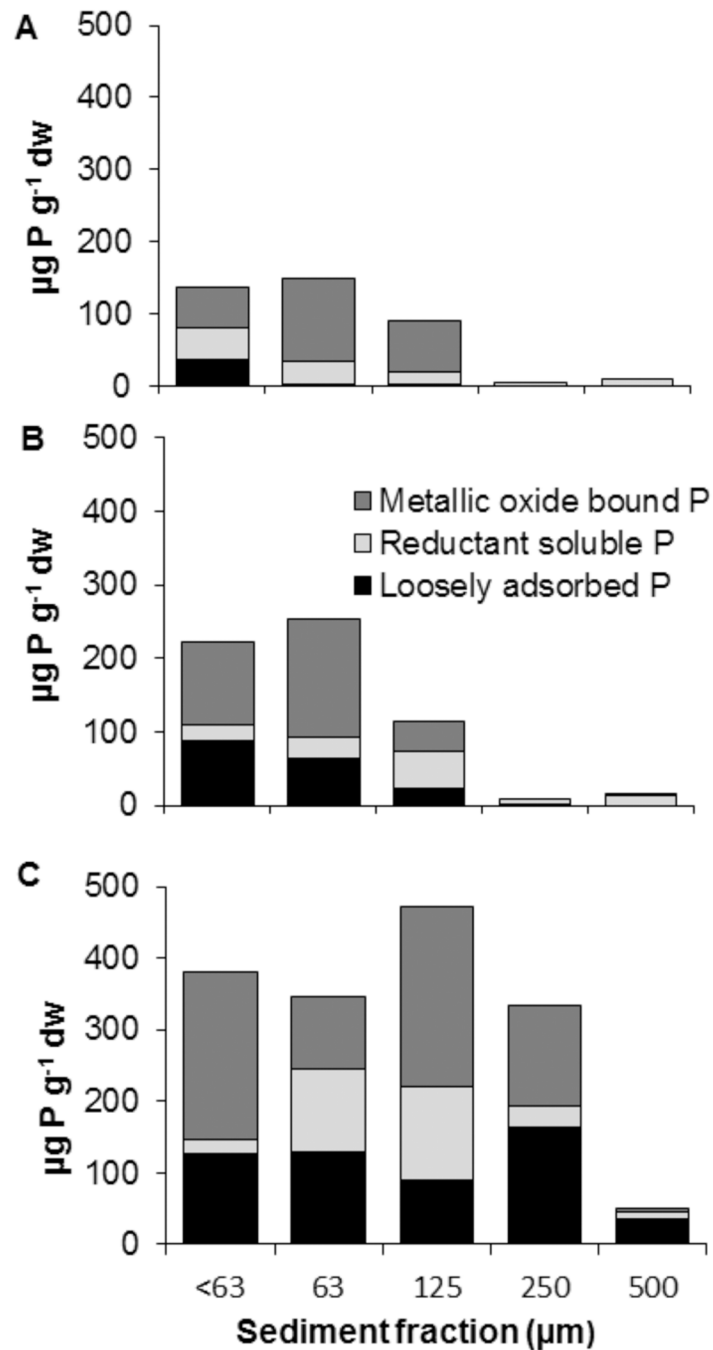 A
µg P g-1 dw
500
400
300
200
100
0
B
µg P g-1 dw
500
400
300
200
100
0
Metallic oxide bound P
Reductant soluble P
Loosely adsorbed P
C
µg P g-1 dw
500
400
300
200
100
0
<63 63 125 250 500
Sediment fraction (µm)